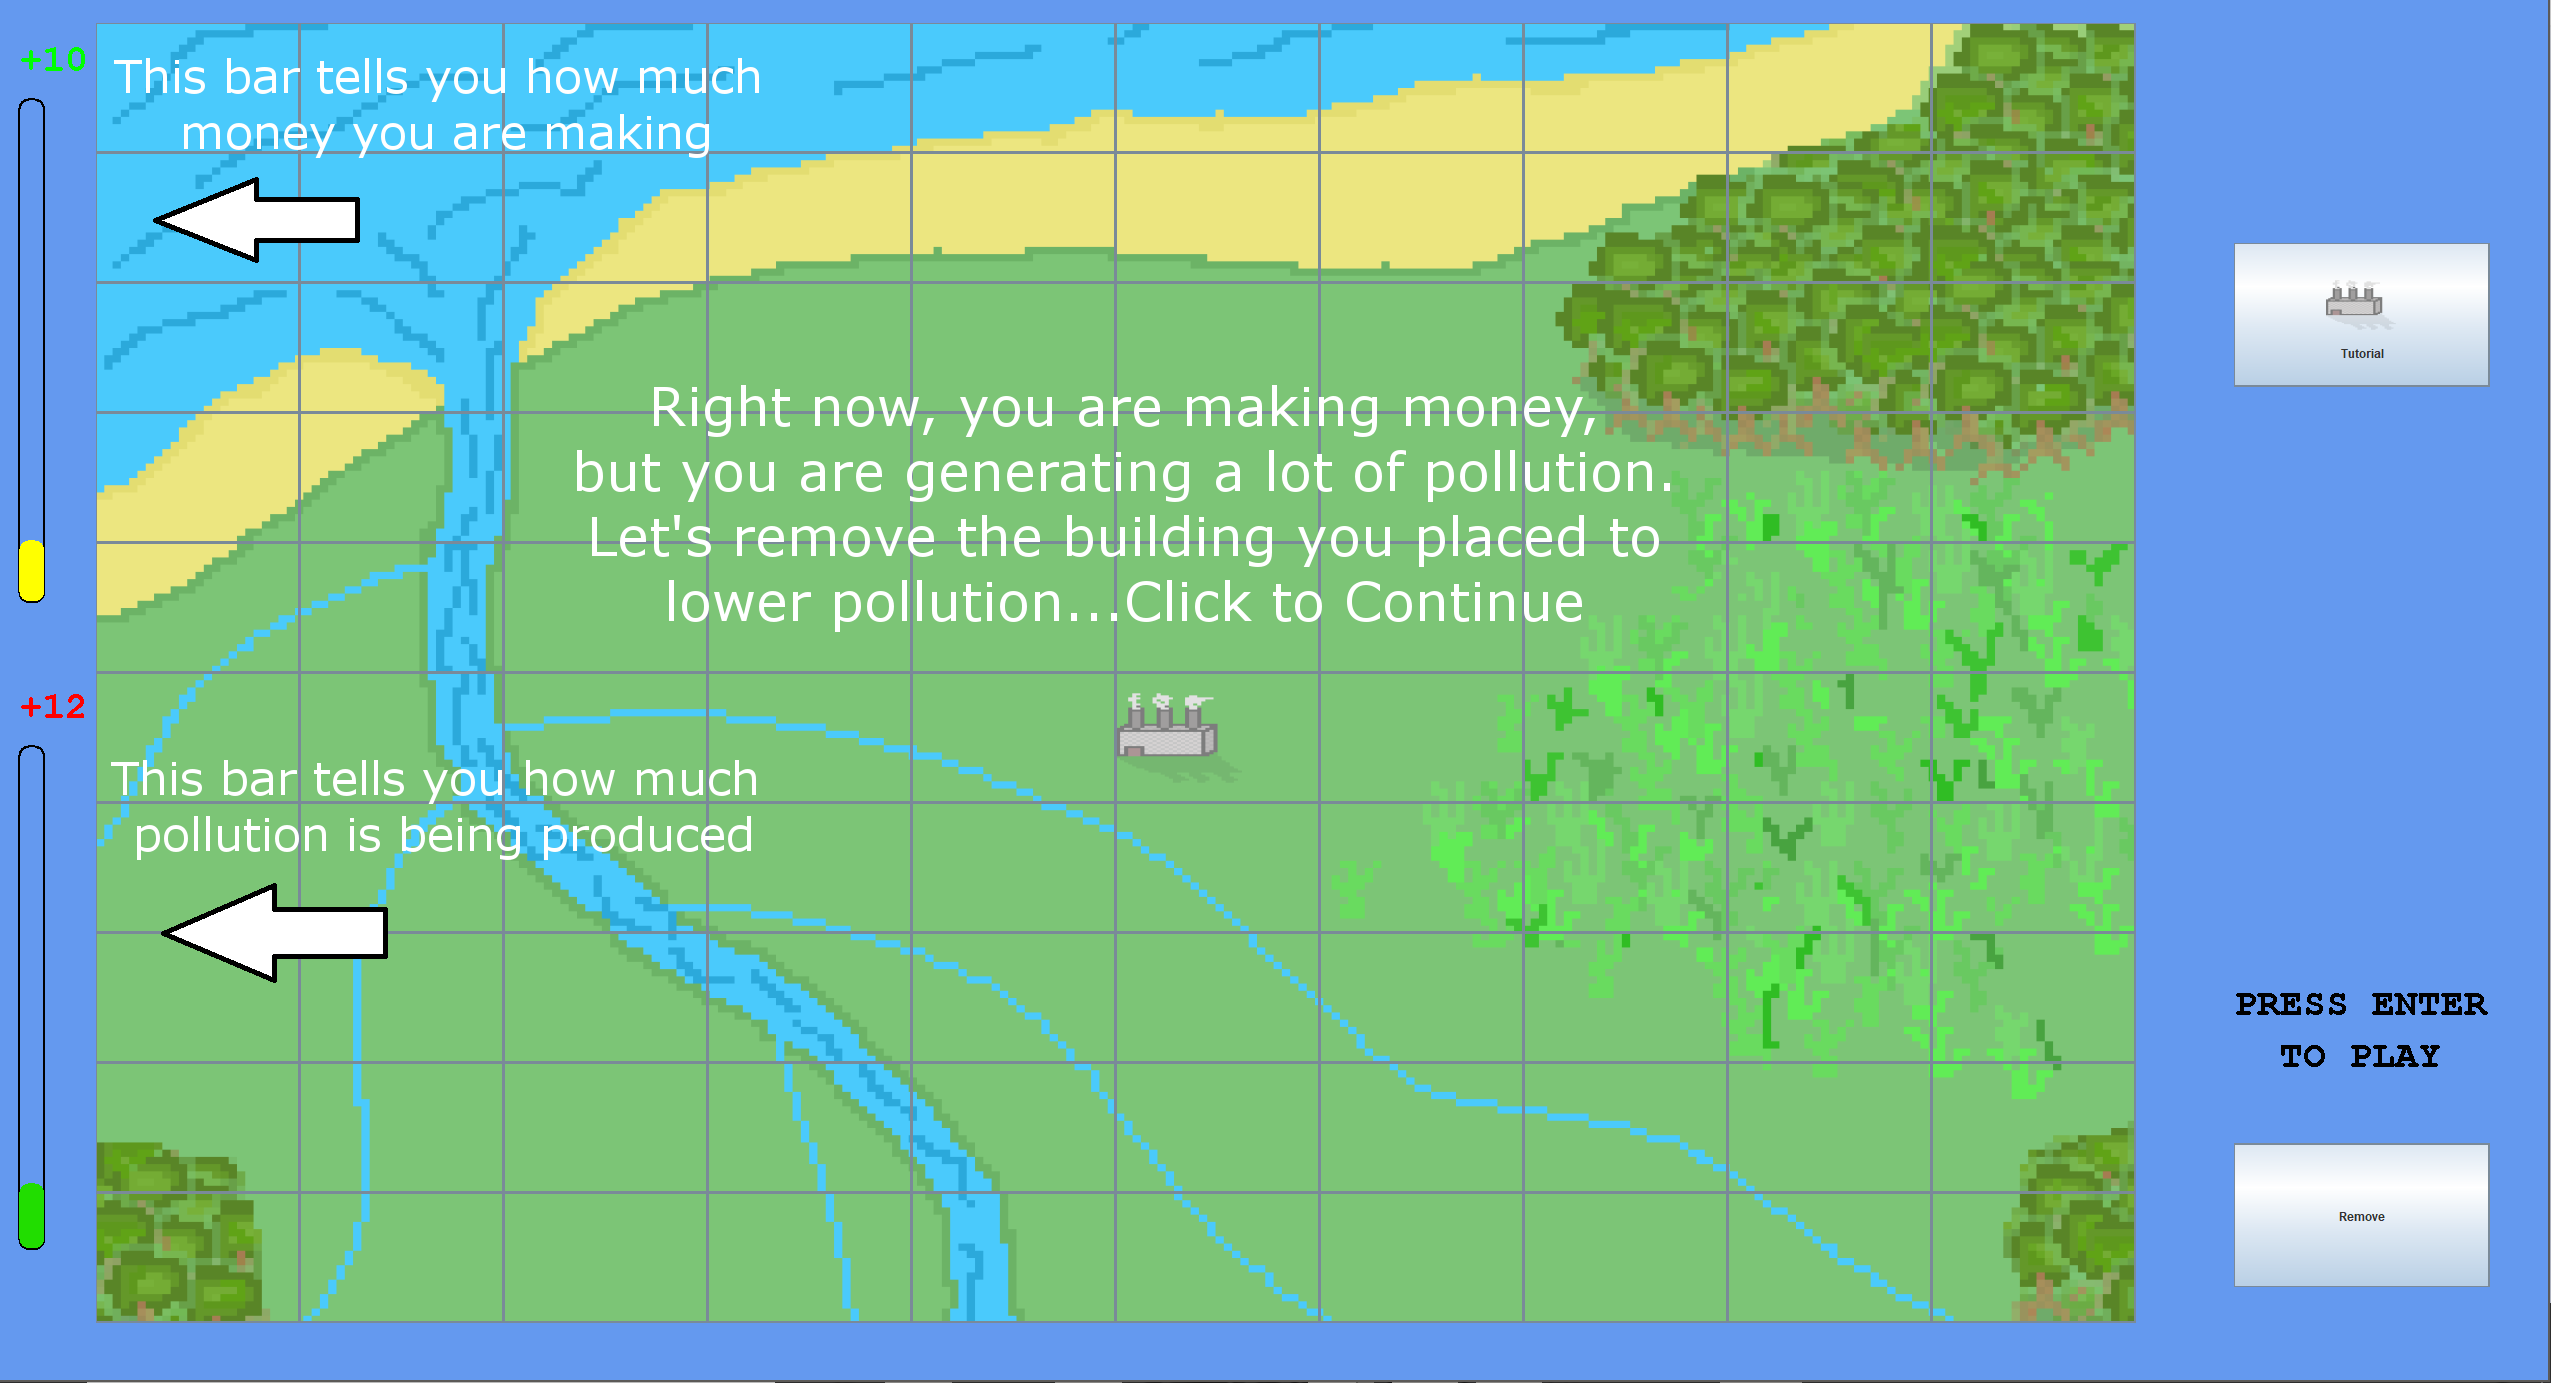 +10
This bar tells you how much
money you are making
Right now, you are making money,
but you are generating a lot of pollution.
Let's remove the building you placed to
lower pollution...Click to Continue
+12
This bar tells you how much
pollution is being produced
Tutorial
PRESS ENTER
TO PLAY
Remove